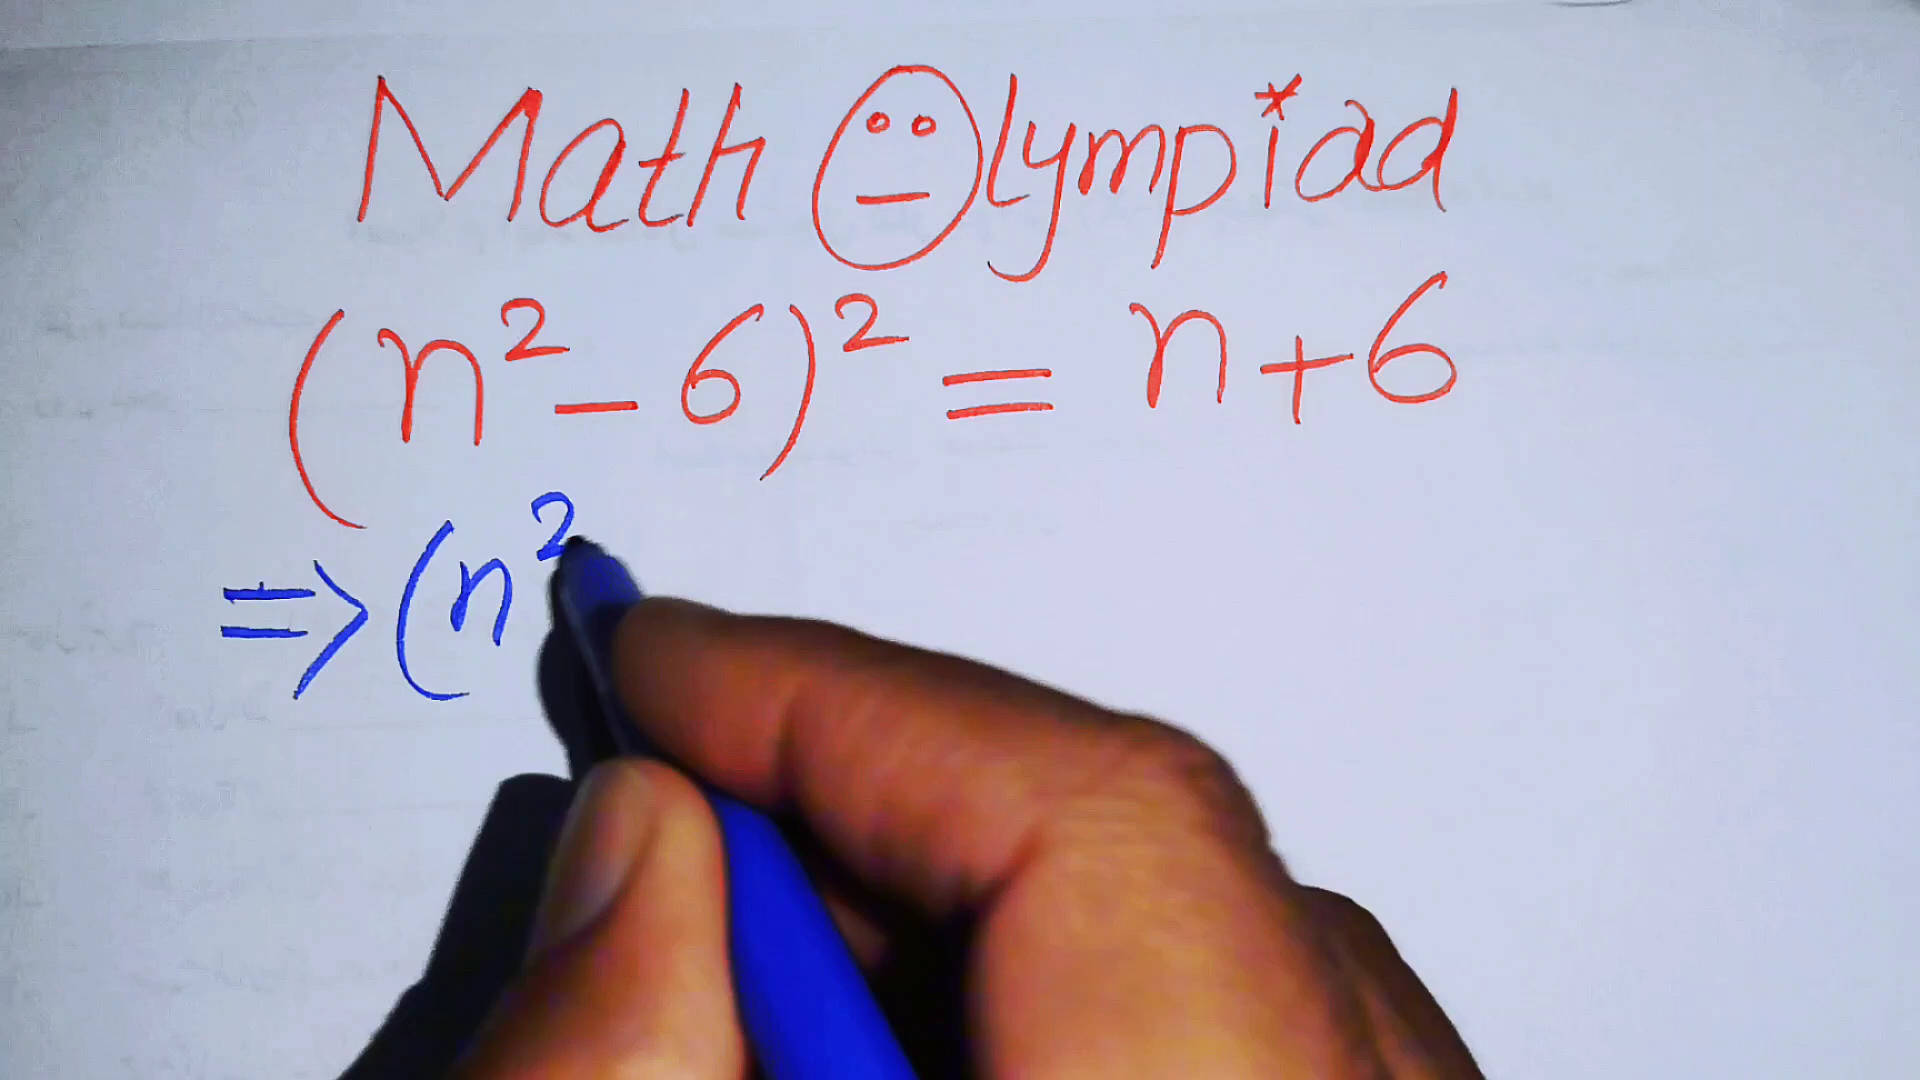 Math Olympiad
(n² - 6)² = n + 6
=> (n²